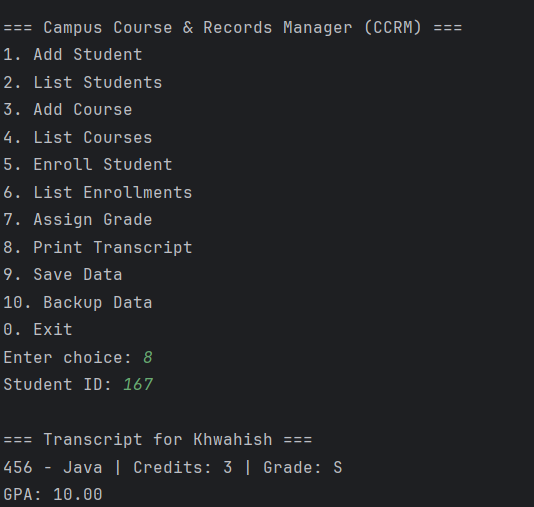 === Campus Course & Records Manager (CCRM) ===
1. Add Student
2. List Students
3. Add Course
4. List Courses
5. Enroll Student
6. List Enrollments
7. Assign Grade
8. Print Transcript
9. Save Data
10. Backup Data
0. Exit
Enter choice: 8
Student ID: 167
=== Transcript for Khwahish ===
456 - Java | Credits: 3 | Grade: S
GPA: 10.00